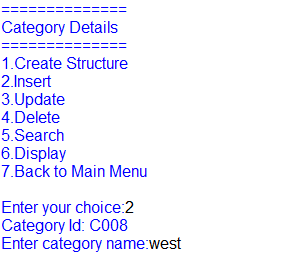 ==============
Category Details
==============
1.Create Structure
2.Insert
3.Update
4.Delete
5.Search
6.Display
7.Back to Main Menu
Enter your choice:2
Category Id: C008
Enter category name:west